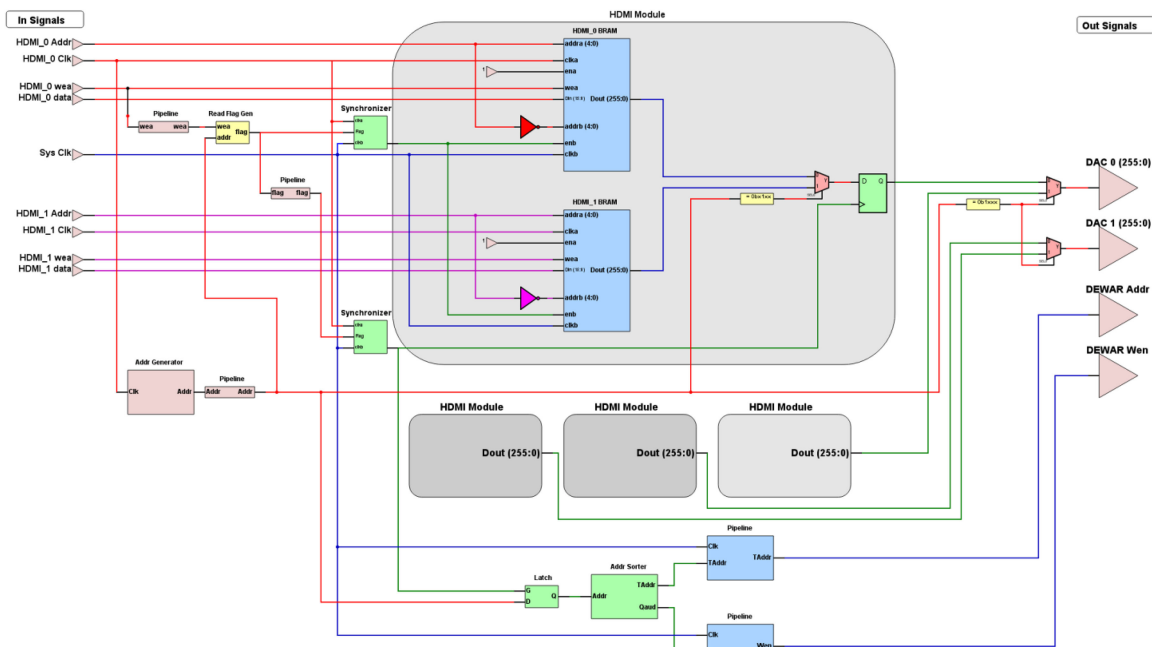 In Signals
HDMI Module
Out Signals
HDMI_0 Addr
HDMI_0 Clk
HDMI_0 wea
HDMI_0 data
HDMI_0 BRAM
addra (4:0)
clka
1
ena
wea
Dout (255:0)
addrb (4:0)
enb
clkb
Pipeline
wea wea
Read Flag Gen
wea
addr
flag
Synchronizer
flag
Sys Clk
Pipeline
flag flag
HDMI_1 Addr
HDMI_1 Clk
HDMI_1 wea
HDMI_1 data
HDMI_1 BRAM
addra (4:0)
clka
1
ena
wea
Dout (255:0)
addrb (4:0)
enb
clkb
D Q
= 0bx1xx
= 0b1xxx
DAC 0 (255:0)
DAC 1 (255:0)
DEWAR Addr
DEWAR Wen
Synchronizer
flag
Addr Generator
Clk Addr
Pipeline
Addr Addr
HDMI Module
Dout (255:0)
HDMI Module
Dout (255:0)
HDMI Module
Dout (255:0)
Pipeline
Clk
TAddr
TAddr
Latch
G
D
Q
Addr Sorter
Addr
TAddr
Qaud
Pipeline
Clk
Wen